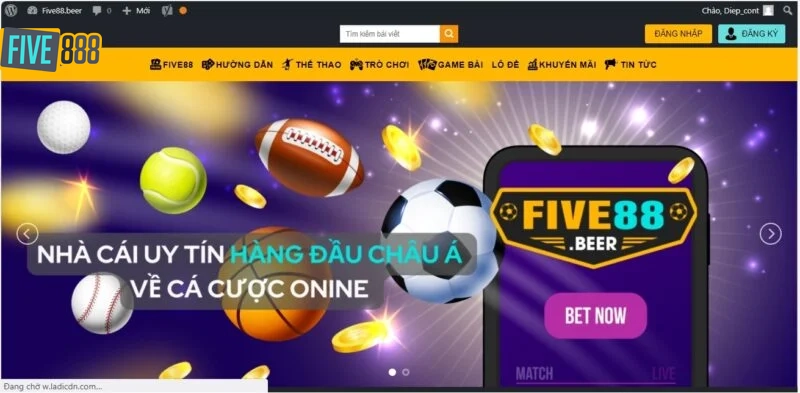 Five88.beer 0 + Mới Chào, Diep_cont
FIVE 888
Tìm kiếm bài viết ĐĂNG NHẬP ĐĂNG KÝ
FIVE88 HƯỚNG DẪN THỂ THAO TRÒ CHƠI GAME BÀI LÔ ĐỀ KHUYẾN MÃI TIN TỨC
FIVE88
.BEER
NHÀ CÁI UY TÍN HÀNG ĐẦU CHÂU Á
VỀ CÁ CƯỢC ONINE
BET NOW
MATCH LIVE
Đang chờ w.ladicdn.com...